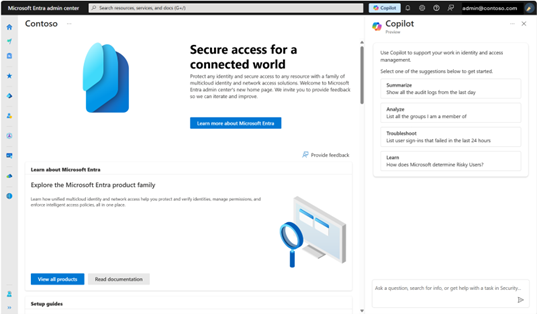 Microsoft Entra admin center
Search resources, services, and docs (G+/)
Copilot
admin@contoso.com
Contoso
Secure access for a
connected world
Protect any identity and secure access to any resource with a family of
multicloud identity and network access solutions. Welcome to Microsoft
Entra admin center's new home page. We invite you to provide feedback
so we can iterate and improve.
Learn more about Microsoft Entra
Provide feedback
Learn about Microsoft Entra
Explore the Microsoft Entra product family
Learn how unified multicloud identity and network access help you protect and verify identities, manage permissions, and
enforce intelligent access policies, all in one place.
View all products
Read documentation
Setup guides
Copilot
Preview
Use Copilot to support your work in identity and access
management.
Select one of the suggestions below to get started.
Summarize
Show all the audit logs from the last day
Analyze
List all the groups I am a member of
Troubleshoot
List user sign-ins that failed in the last 24 hours
Learn
How does Microsoft determine Risky Users?
Ask a question, search for info, or get help with a task in Security...